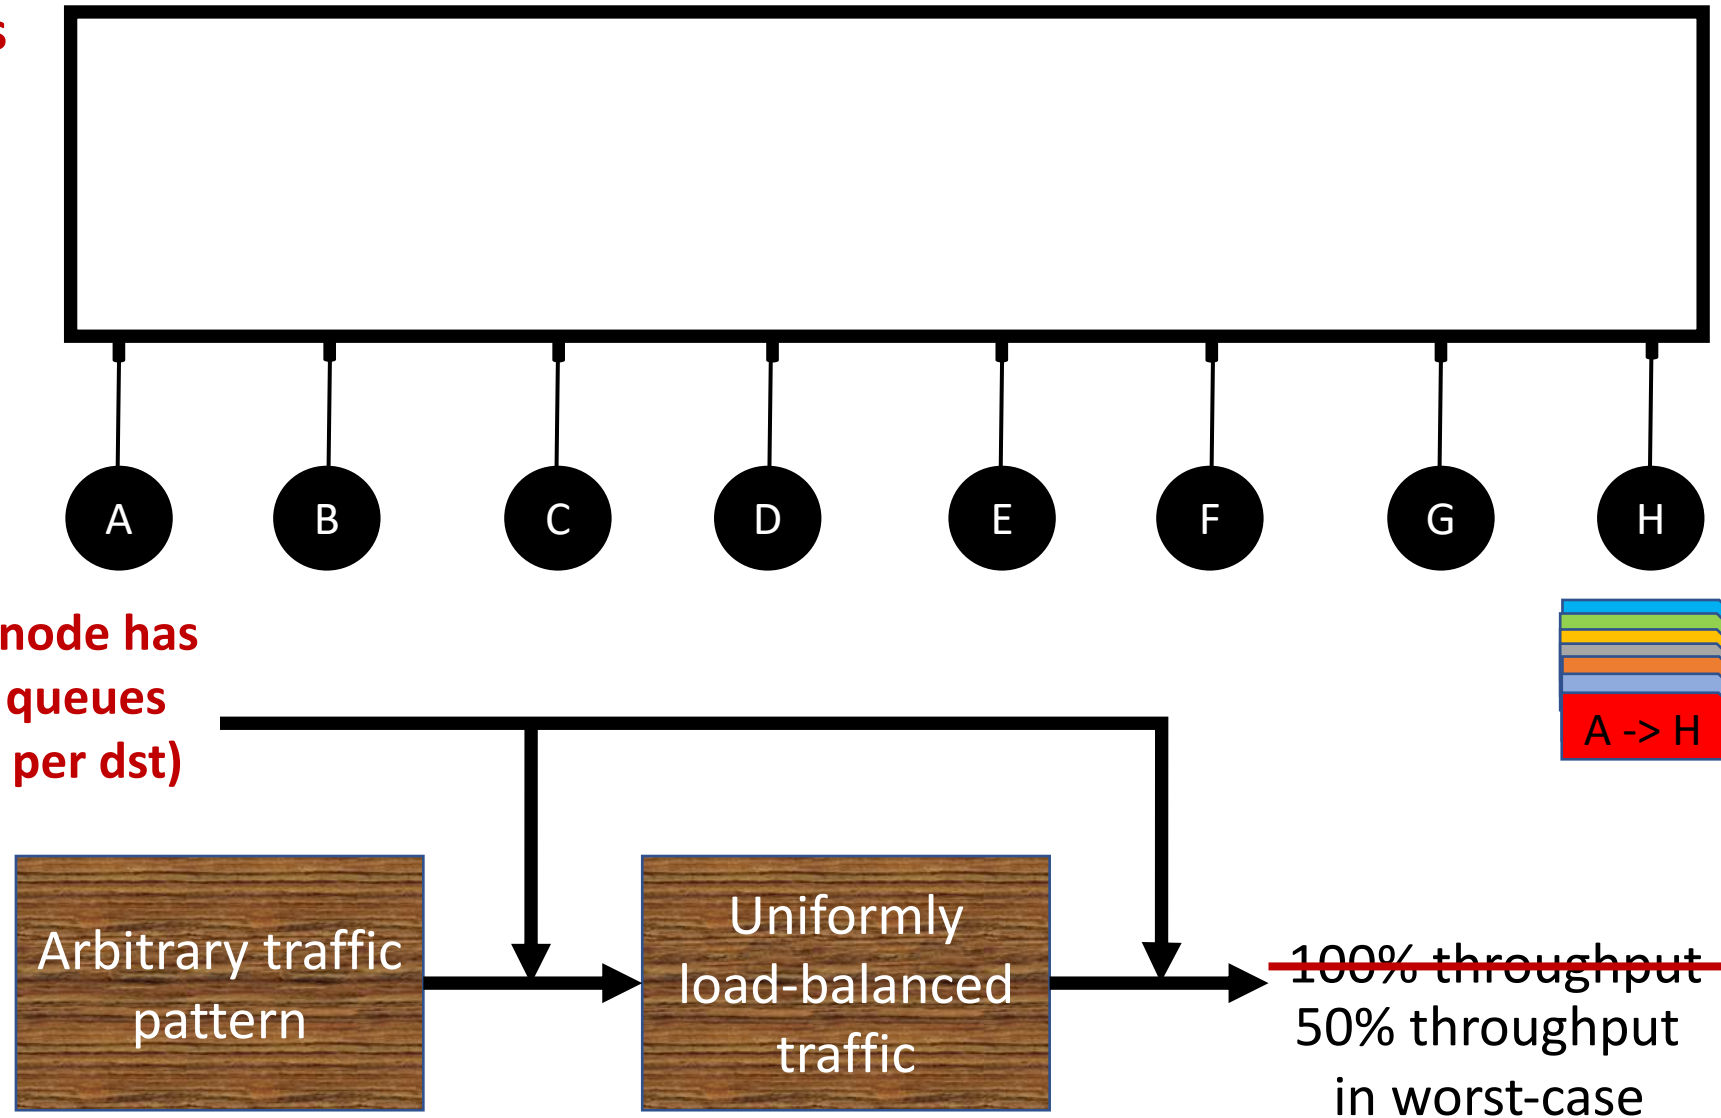 s
A B C D E F G H
node has
queues
per dst)
A -> H
Arbitrary traffic
pattern
Uniformly
load-balanced
traffic
100% throughput
50% throughput
in worst-case